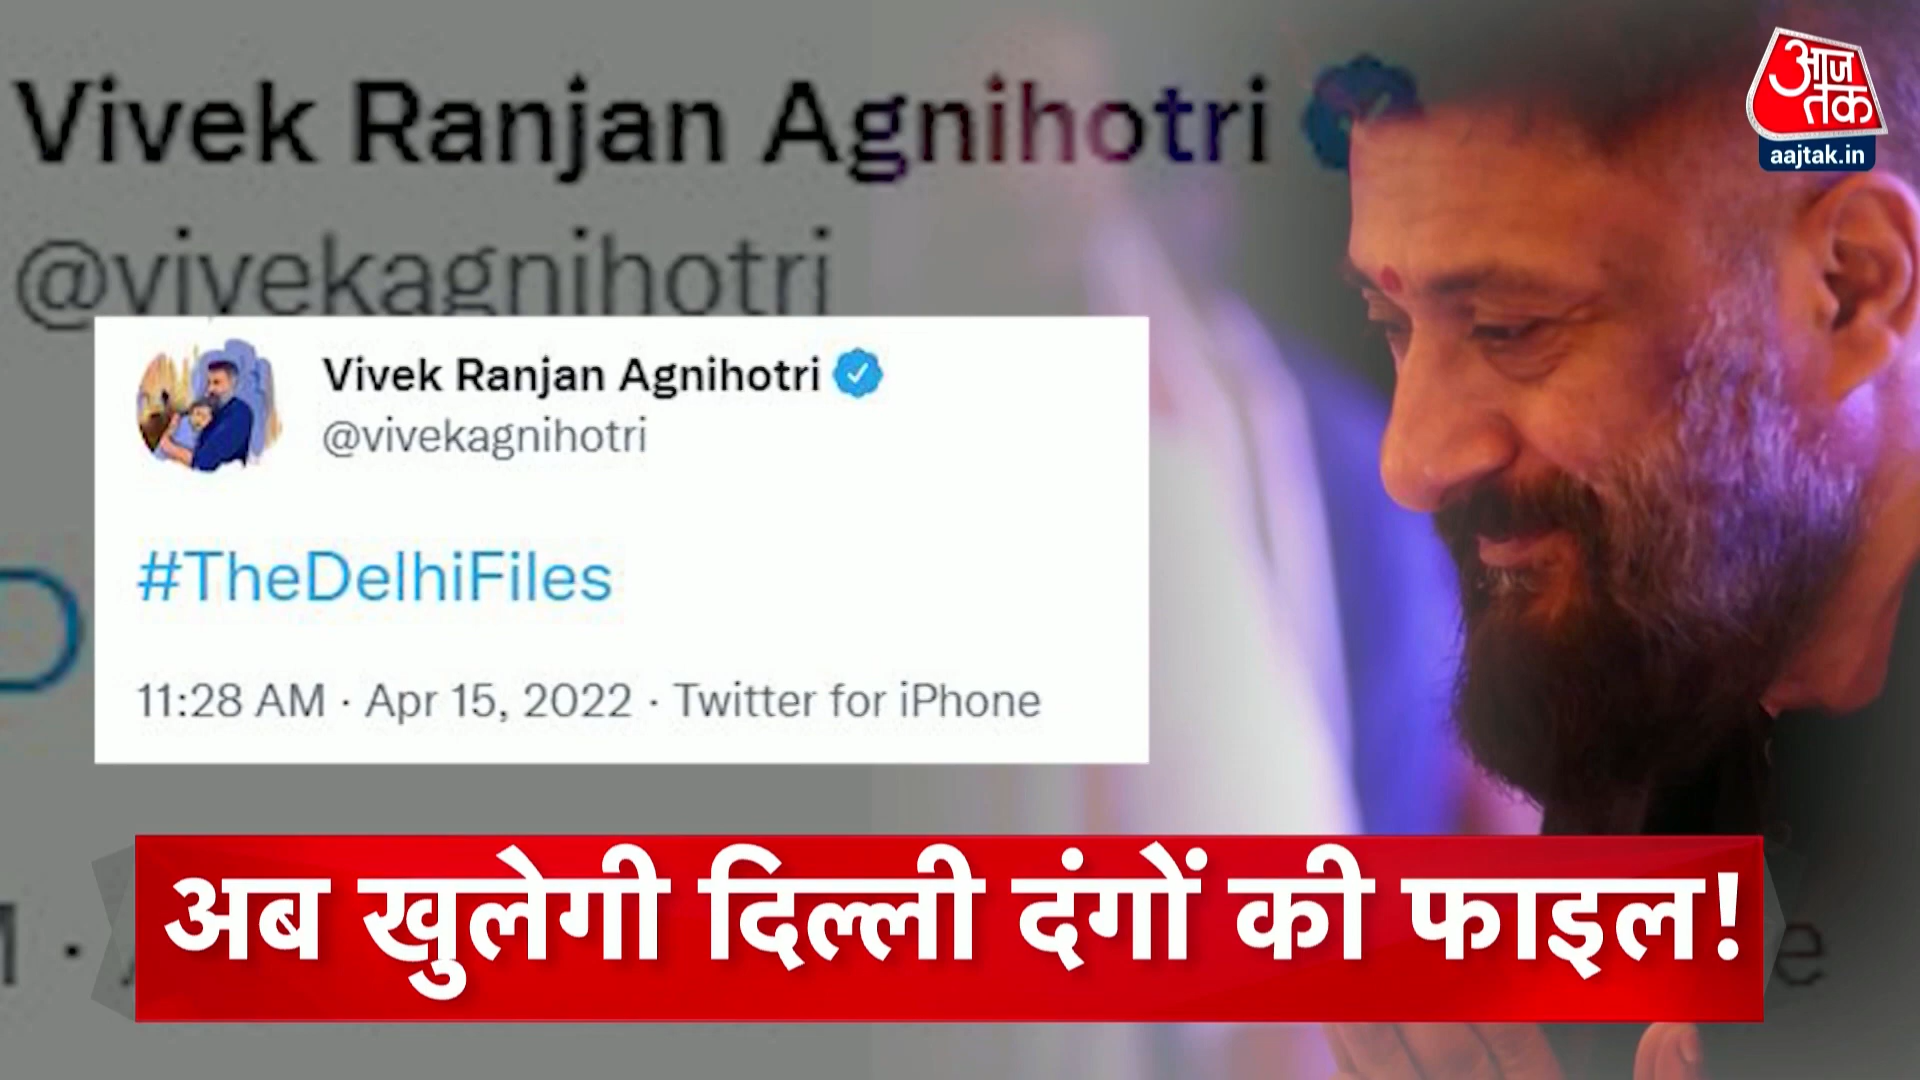 Vivek Ranjan Agnihotri
@vivekagnihotri
आज
तक
aajtak.in
Vivek Ranjan Agnihotri
@vivekagnihotri
#TheDelhiFiles
11:28 AM · Apr 15, 2022 · Twitter for iPhone
अब खुलेगी दिल्ली दंगों की फाइल!